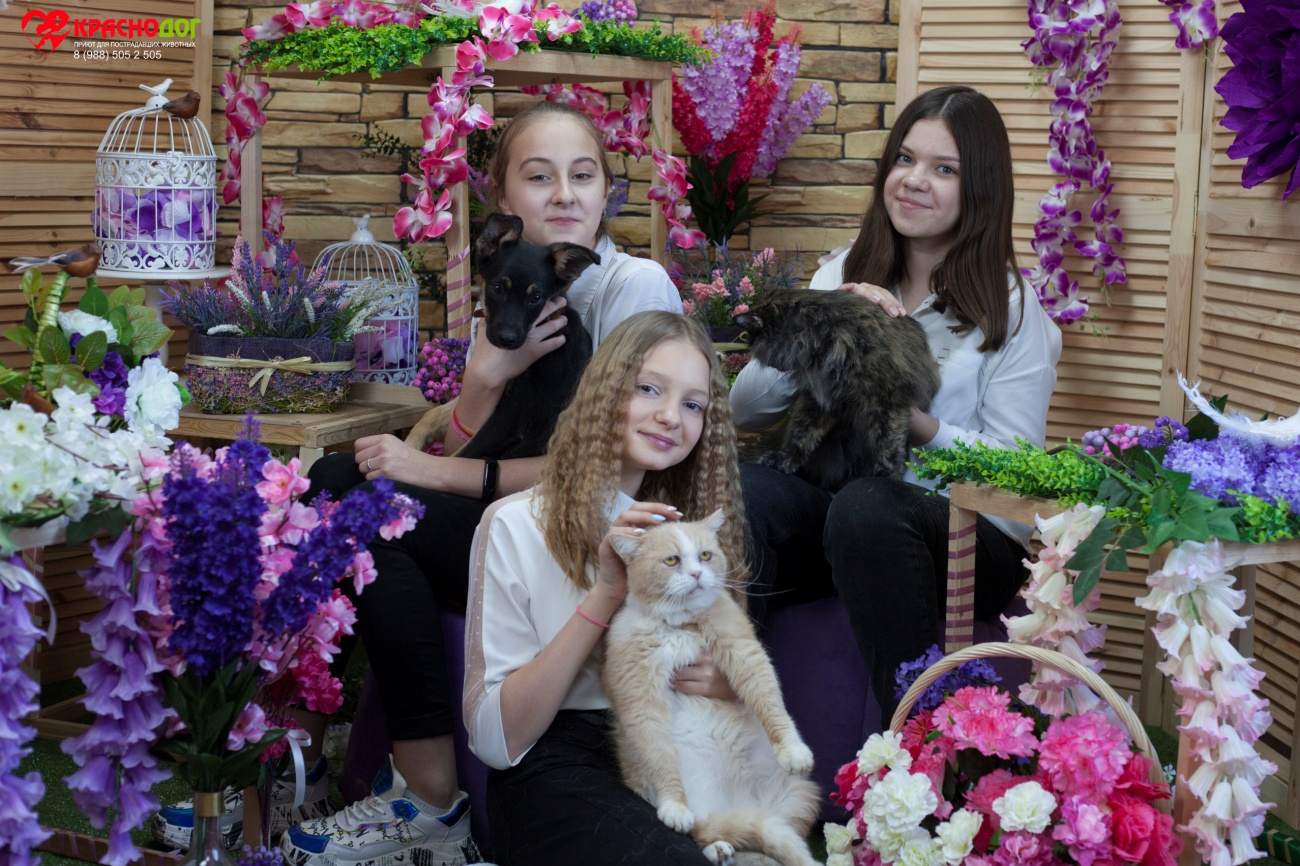 КРАСНОДОГ
ПРИЮТ ДЛЯ ПОСТРАДАВШИХ ЖИВОТНЫХ
8 (988) 505 2 505